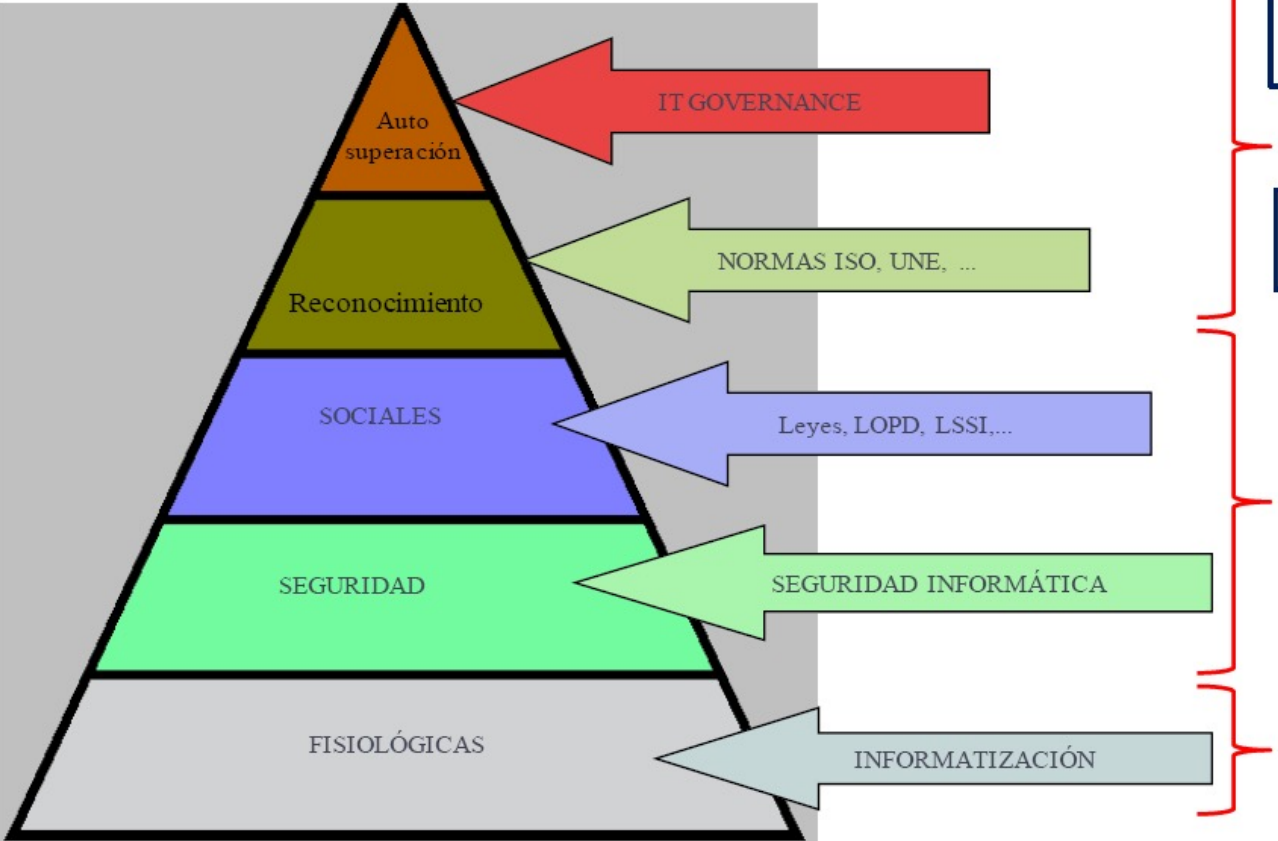 Auto
superación
IT GOVERNANCE
Reconocimiento
NORMAS ISO, UNE, ...
SOCIALES
Leyes, LOPD, LSSI,...
SEGURIDAD
SEGURIDAD INFORMÁTICA
FISIOLÓGICAS
INFORMATIZACIÓN